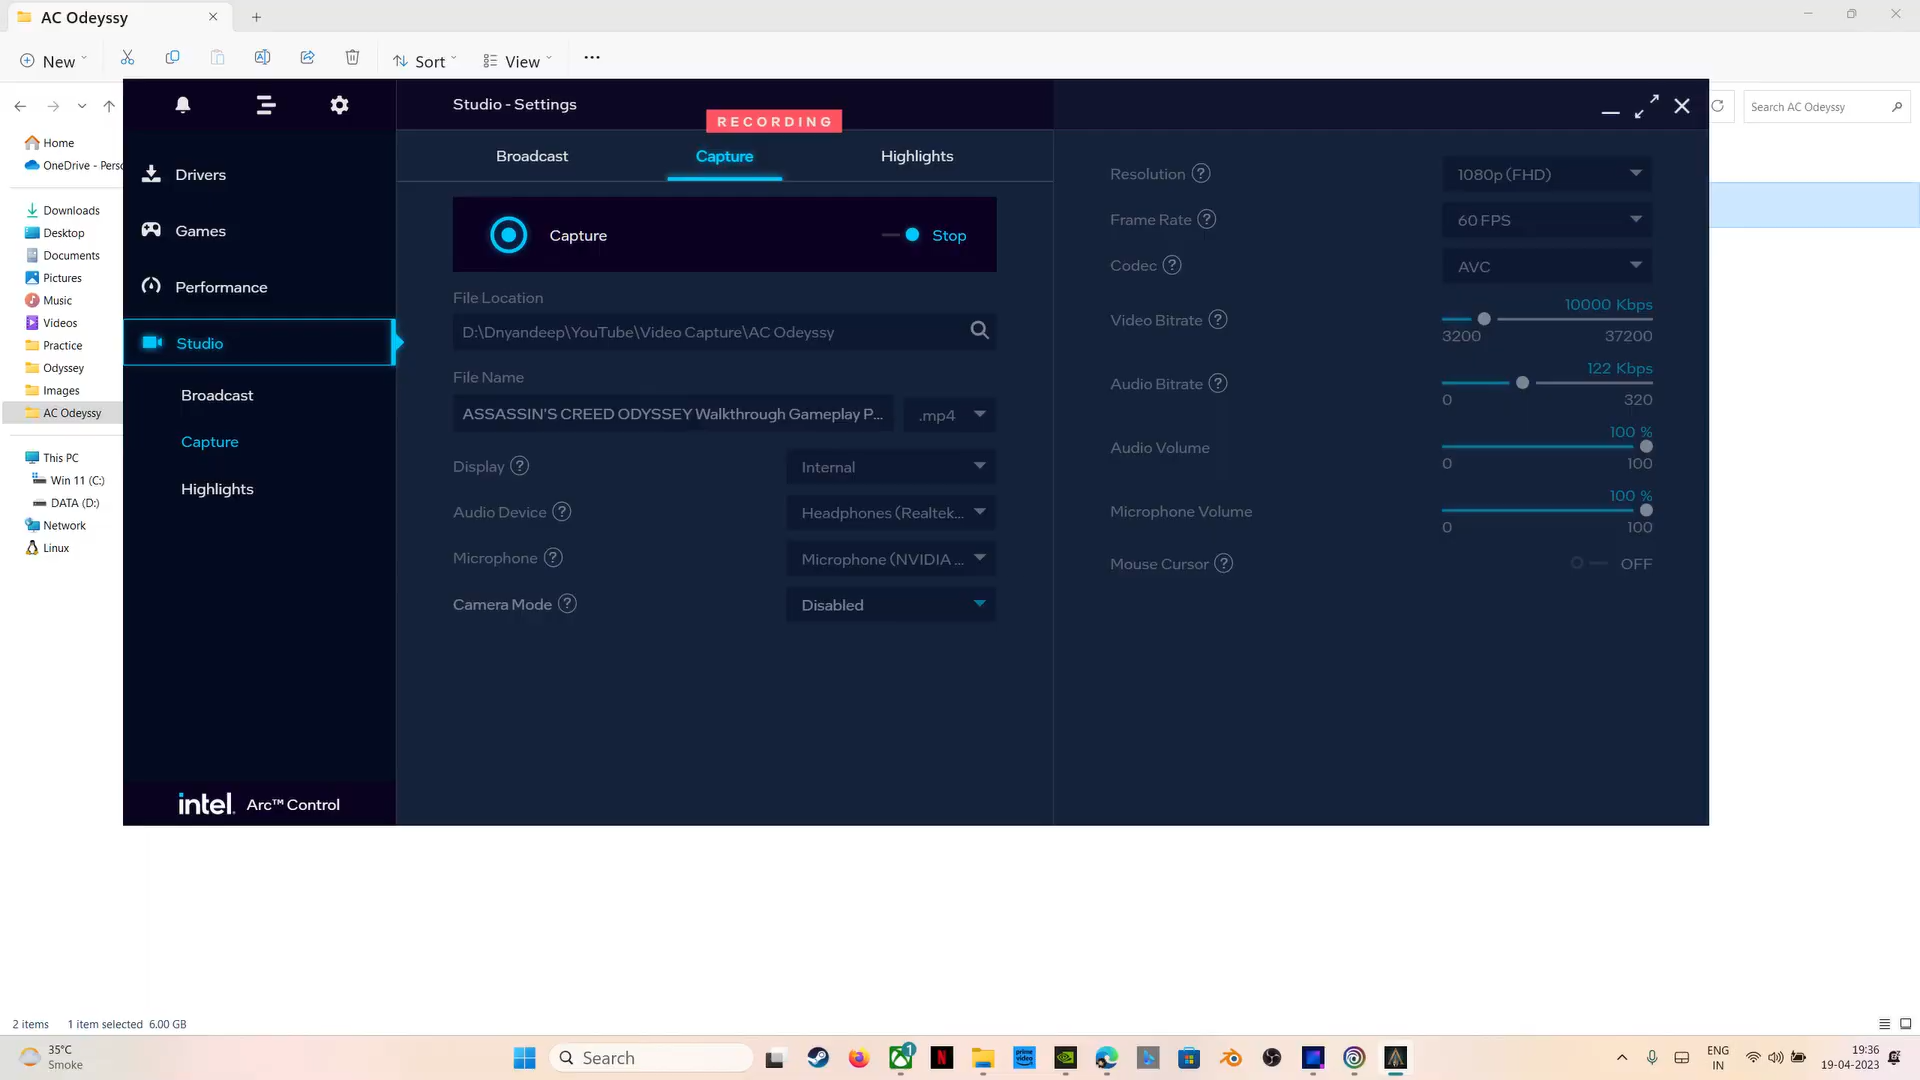 AC Odeyssy
New
Sort
View
Search AC Odeyssy
Home
OneDrive - Persc
Downloads
Desktop
Documents
Pictures
Music
Videos
Practice
Odyssey
Images
AC Odeyssy
This PC
Win 11 (C:)
DATA (D:)
Network
Linux
Drivers
Games
Performance
Studio
Broadcast
Capture
Highlights
intel. Arc™ Control
Studio - Settings
RECORDING
Broadcast
Capture
Highlights
Capture
Stop
File Location
D:\Dnyandeep\YouTube\Video Capture\AC Odeyssy
File Name
ASSASSIN'S CREED ODYSSEY Walkthrough Gameplay P...
.mp4
Display ?
Internal
Audio Device ?
Headphones (Realtek...
Microphone ?
Microphone (NVIDIA ...
Camera Mode ?
Disabled
Resolution ?
1080p (FHD)
Frame Rate ?
60 FPS
Codec ?
AVC
Video Bitrate ?
10000 Kbps
3200
37200
Audio Bitrate ?
122 Kbps
0
320
Audio Volume
100 %
0
100
Microphone Volume
100 %
0
100
Mouse Cursor ?
OFF
2 items
1 item selected 6.00 GB
35°C
Smoke
Search
1
N
prime video
ENG
IN
19:36
19-04-2023